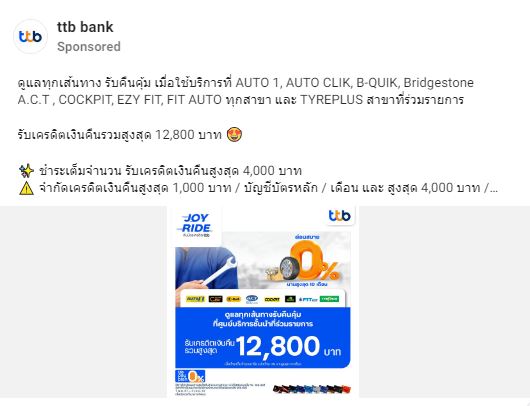 ttb
ttb bank
Sponsored
ดูแลทุกเส้นทาง รับคืนคุ้ม เมื่อใช้บริการที่ AUTO 1, AUTO CLIK, B-QUIK, Bridgestone
A.C.T , COCKPIT, EZY FIT, FIT AUTO ทุกสาขา และ TYREPLUS สาขาที่ร่วมรายการ
รับเครดิตเงินคืนรวมสูงสุด 12,800 บาท 🤩
✨ ชำระเต็มจำนวน รับเครดิตเงินคืนสูงสุด 4,000 บาท
⚠️ จำกัดเครดิตเงินคืนสูงสุด 1,000 บาท / บัญชีบัตรหลัก / เดือน และ สูงสุด 4,000 บาท /...
JOY
RIDE
ttb
ผ่อนสบาย
0%
นานสูงสุด 10 เดือน
ดูแลทุกเส้นทางรับคืนคุ้ม
ที่ศูนย์บริการชั้นนำที่ร่วมรายการ
รับเครดิตเงินคืน
รวมสูงสุด
12,800 บาท